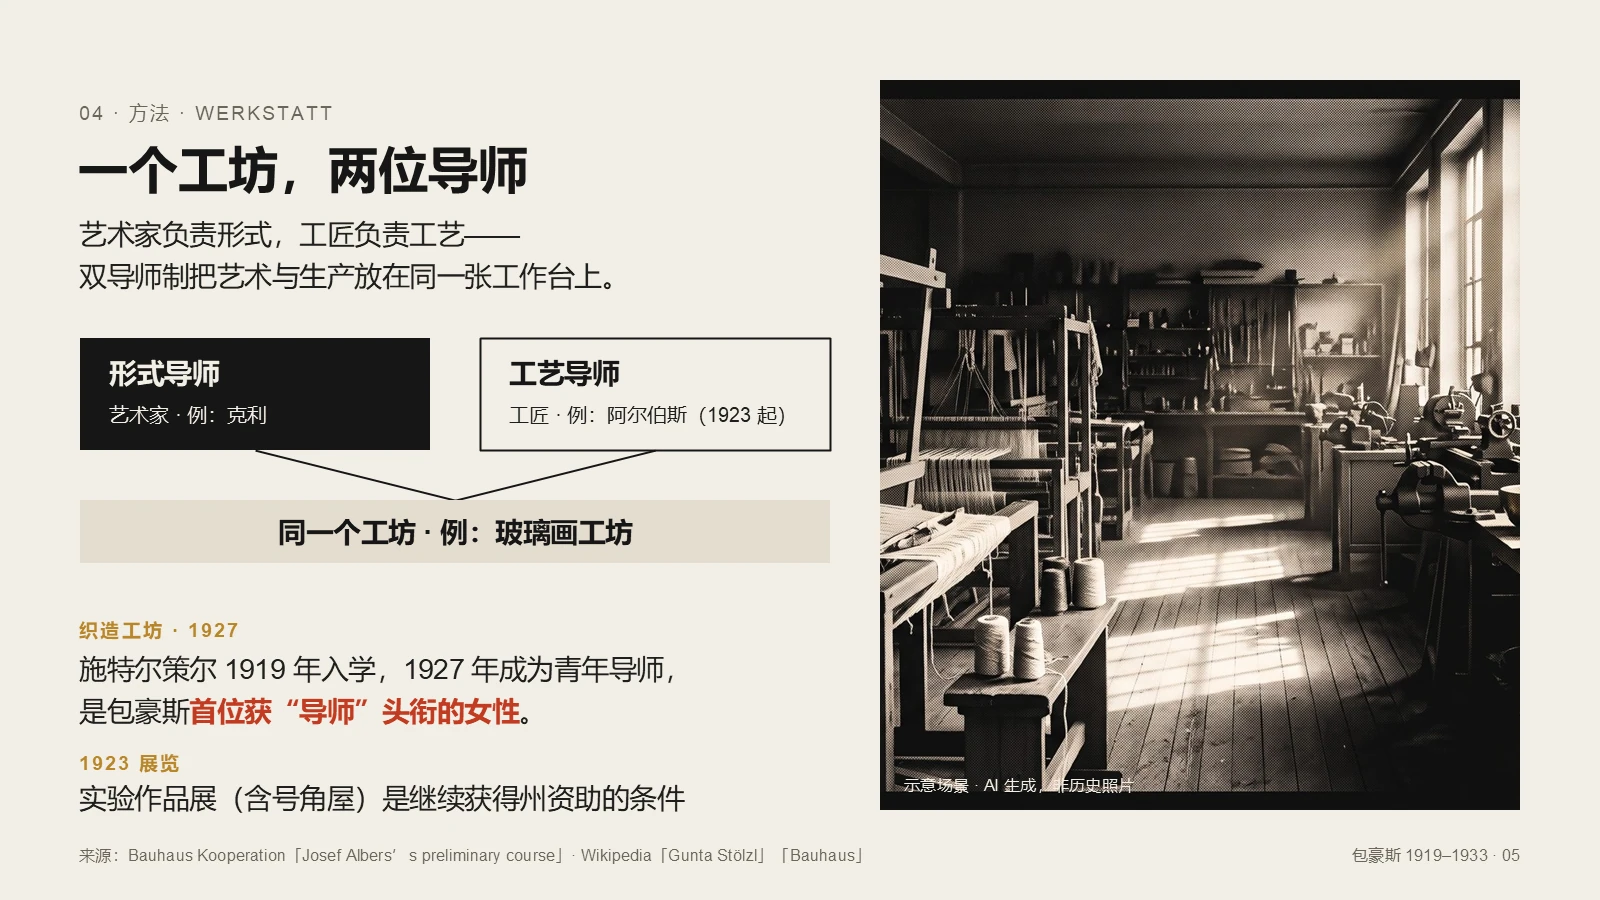 04 · 方法 · WERKSTATT
一个工坊，两位导师
艺术家负责形式，工匠负责工艺——
双导师制把艺术与生产放在同一张工作台上。
形式导师
艺术家 · 例：克利
工艺导师
工匠 · 例：阿尔伯斯（1923 起）
同一个工坊 · 例：玻璃画工坊
织造工坊 · 1927
施特尔策尔 1919 年入学，1927 年成为青年导师，
是包豪斯首位获“导师”头衔的女性。
1923 展览
实验作品展（含号角屋）是继续获得州资助的条件
示意场景 · AI 生成，非历史照片
来源：Bauhaus Kooperation「Josef Albers’s preliminary course」· Wikipedia「Gunta Stölzl」「Bauhaus」
包豪斯 1919–1933 · 05